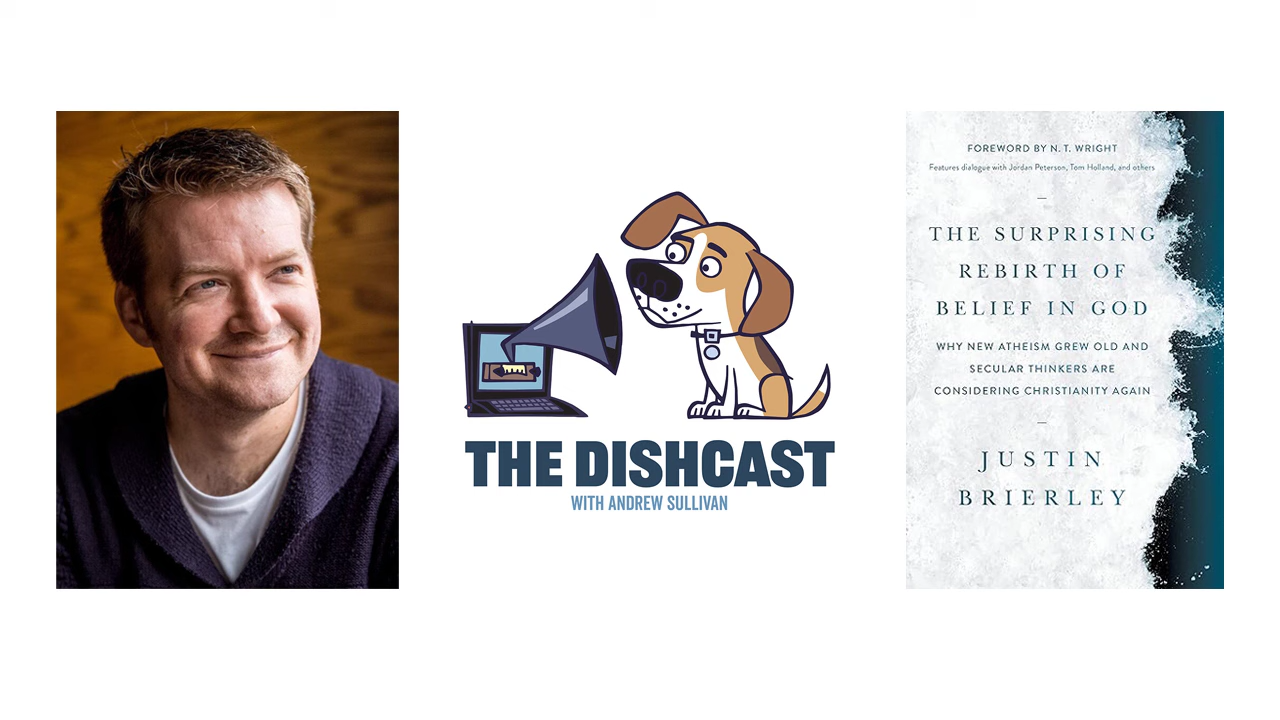 THE DISHCAST
WITH ANDREW SULLIVAN
FOREWORD BY N. T. WRIGHT
Features dialogue with Jordan Peterson, Tom Holland, and others
THE SURPRISING
REBIRTH OF
BELIEF IN GOD
WHY NEW ATHEISM GREW OLD AND
SECULAR THINKERS ARE
CONSIDERING CHRISTIANITY AGAIN
JUSTIN
BRIERLEY